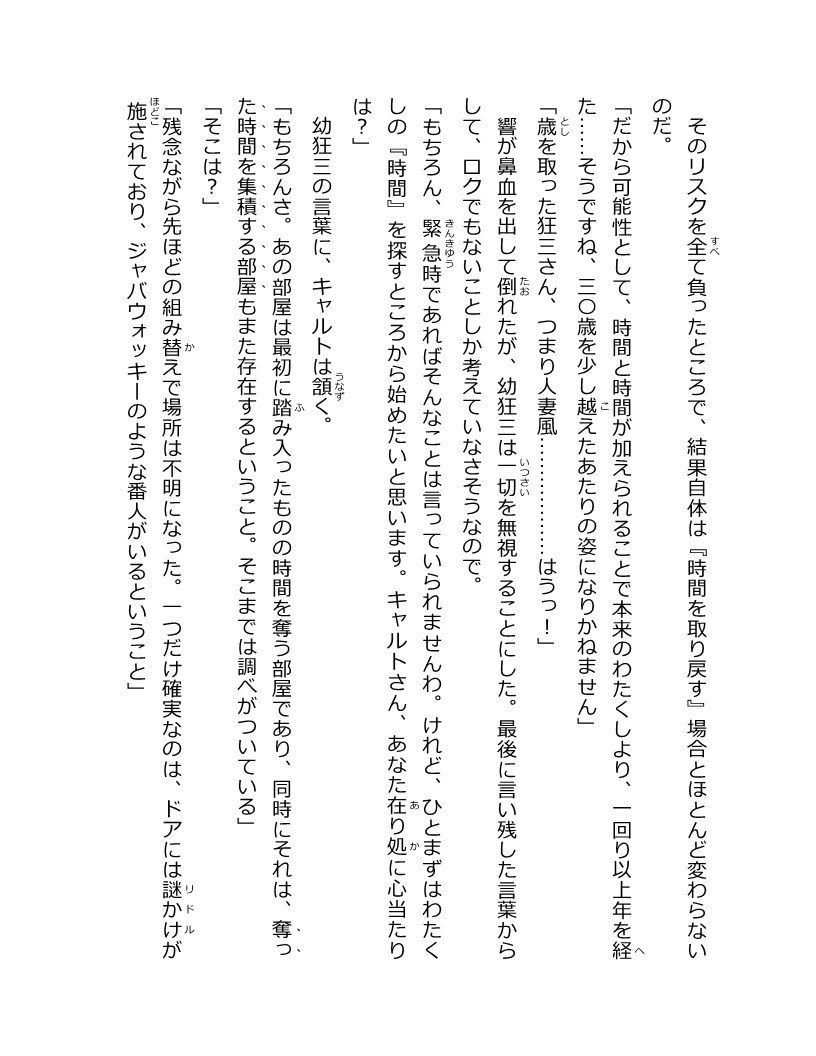 そのリスクを全て負ったところで、結果自体は『時間を取り戻す』場合とほとんど変わらない
のだ。
「だから可能性として、時間と時間が加えられることで本来のわたくしより、一回り以上年を経
た……そうですね、三〇歳を少し越えたあたりの姿になりかねません」
「歳を取った狂三さん、つまり人妻風………………はうっ！」
響が鼻血を出して倒れたが、幼狂三は一切を無視することにした。最後に言い残した言葉から
して、ロクでもないことしか考えていなさそうなので。
「もちろん、緊急時であればそんなことは言っていられませんわ。けれど、ひとまずはわたく
しの『時間』を探すところから始めたいと思います。キャルトさん、あなた在り処に心当たり
は？」
幼狂三の言葉に、キャルトは頷く。
「もちろんさ。あの部屋は最初に踏み入ったものの時間を奪う部屋であり、同時にそれは、奪っ
た時間を集積する部屋もまた存在するということ。そこまでは調べがついている」
「そこは？」
「残念ながら先ほどの組み替えで場所は不明になった。一つだけ確実なのは、ドアには謎かけが
施されており、ジャバウォッキーのような番人がいるということ」